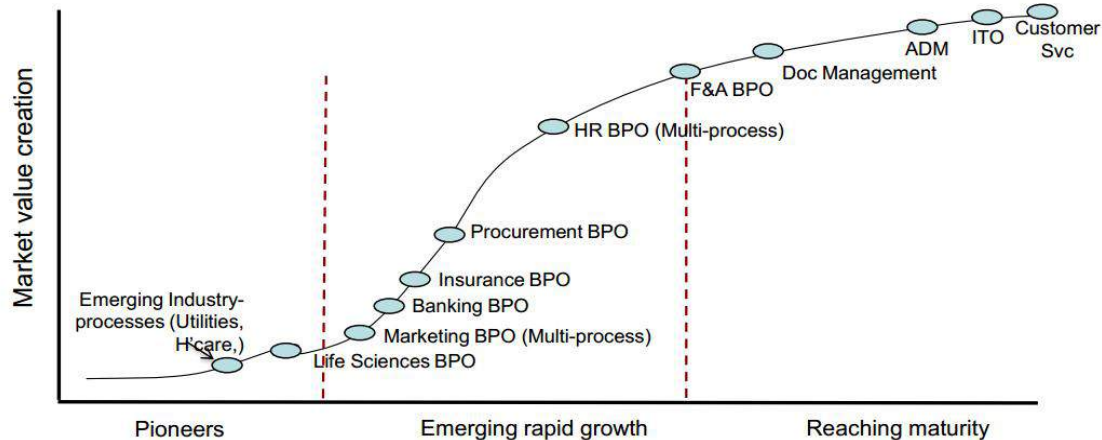 Market value creation
Customer
Svc
ITO
ADM
Doc Management
F&A BPO
HR BPO (Multi-process)
Procurement BPO
Insurance BPO
Banking BPO
Marketing BPO (Multi-process)
Life Sciences BPO
Emerging Industry-
processes (Utilities,
H'care,)
Pioneers
Emerging rapid growth
Reaching maturity